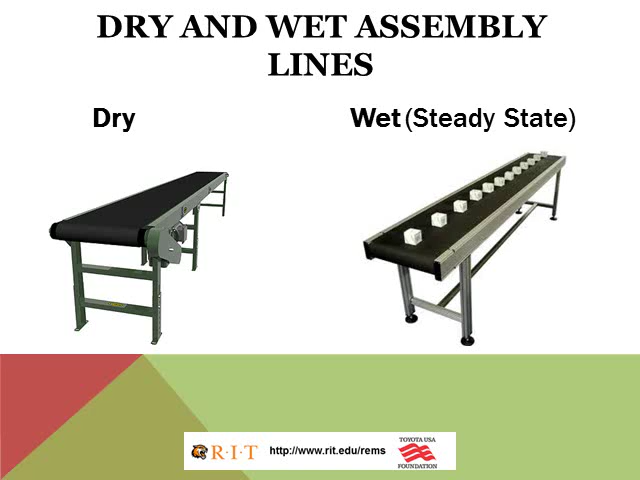 DRY AND WET ASSEMBLY
LINES
Dry
Wet (Steady State)
R·I·T
http://www.rit.edu/rems
TOYOTA USA
FOUNDATION